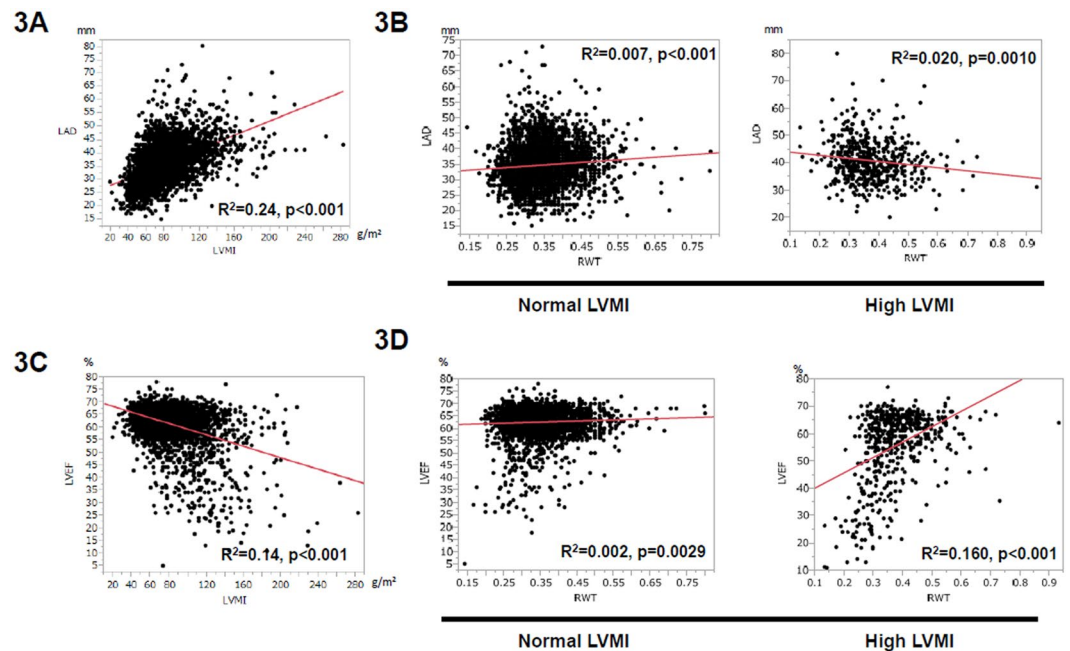 3A
mm
80
75
70
65
60
55
50
LAD
45
40
35
30
25
20
15
R²=0.24, p<0.001
20 40 60 80 120 160 200 240 280
g/m²
LVMI
3B
mm
75
70
65
60
55
50
45
LAD
40
35
30
25
20
15
R²=0.007, p<0.001
0.15 0.25 0.35 0.45 0.55 0.65 0.75
RWT
80
70
60
50
LAD
40
30
20
R²=0.020, p=0.0010
0.1 0.2 0.3 0.4 0.5 0.6 0.7 0.8 0.9
RWT
Normal LVMI
High LVMI
3C
%
80
75
70
65
60
55
50
45
LVEF
40
35
30
25
20
15
10
5
R²=0.14, p<0.001
20 40 60 80 120 160 200 240 280
g/m²
LVMI
3D
%
80
75
70
65
60
55
50
45
LVEF
40
35
30
25
20
15
10
5
R²=0.002, p=0.0029
0.15 0.25 0.35 0.45 0.55 0.65 0.75
RWT
%
80
70
60
50
LVEF
40
30
20
10
R²=0.160, p<0.001
0.1 0.2 0.3 0.4 0.5 0.6 0.7 0.8 0.9
RWT
Normal LVMI
High LVMI